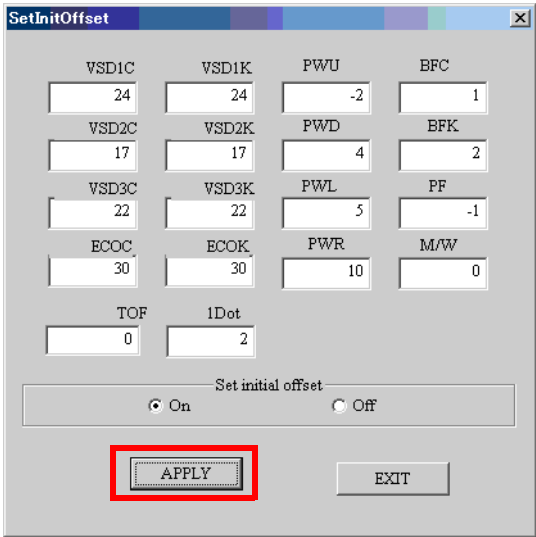 SetInitOffset
VSD1C VSD1K PWU BFC
24 24 -2 1
VSD2C VSD2K PWD BFK
17 17 4 2
VSD3C VSD3K PWL PF
22 22 5 -1
ECOC ECOK PWR M/W
30 30 10 0
TOF 1Dot
0 2
Set initial offset
On Off
APPLY EXIT